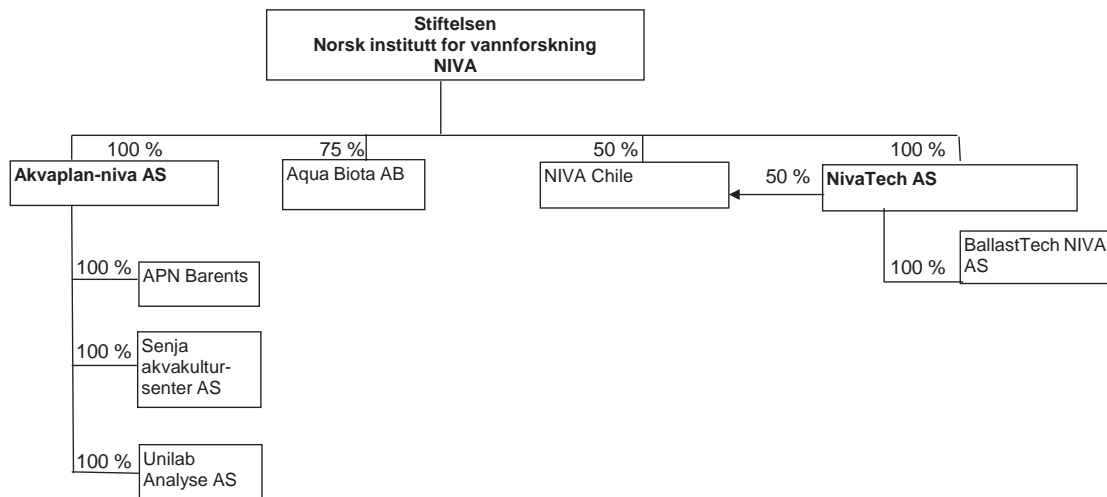 Stiftelsen
Norsk institutt for vannforskning
NIVA
100 %
75 %
50 %
100 %
Akvaplan-niva AS
Aqua Biota AB
NIVA Chile
50 %
NivaTech AS
100 %
APN Barents
100 %
BallastTech NIVA
AS
100 %
Senja
akvakultur-
senter AS
100 %
Unilab
Analyse AS